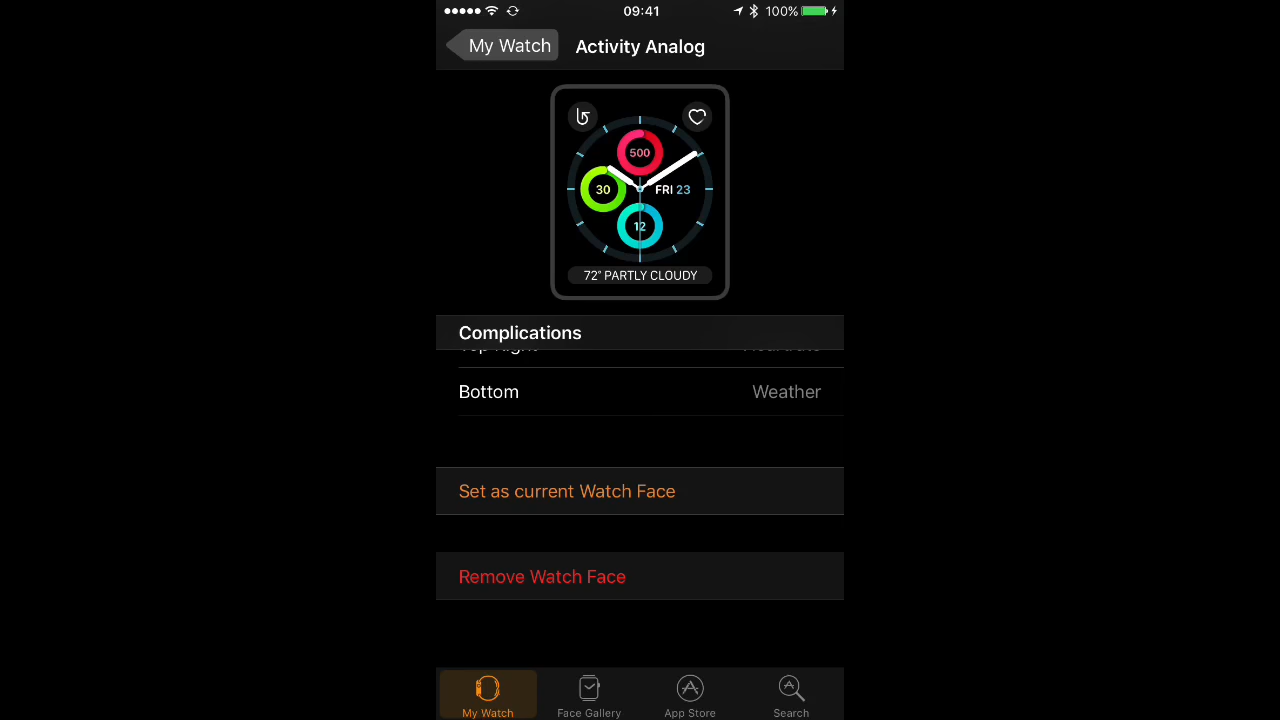 09:41
100%
My Watch
Activity Analog
500
30
FRI 23
12
72° PARTLY CLOUDY
Complications
Bottom
Weather
Set as current Watch Face
Remove Watch Face
My Watch
Face Gallery
App Store
Search